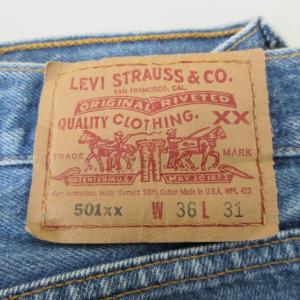 LEVI STRAUSS & CO.
SAN FRANCISCO, CAL.
ORIGINAL RIVETED
QUALITY CLOTHING. XX
TRADE MARK
PATENTED IN U.S. MAY 20 1873
Care Instructions Inside Garment 100% Cotton Made in U.S.A. WPL 423
501xx W 36 L 31